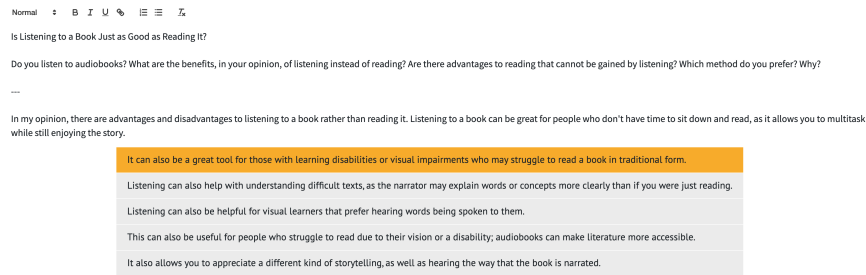 Normal B I U
Is Listening to a Book Just as Good as Reading It?
Do you listen to audiobooks? What are the benefits, in your opinion, of listening instead of reading? Are there advantages to reading that cannot be gained by listening? Which method do you prefer? Why?
---
In my opinion, there are advantages and disadvantages to listening to a book rather than reading it. Listening to a book can be great for people who don't have time to sit down and read, as it allows you to multitask
while still enjoying the story.
It can also be a great tool for those with learning disabilities or visual impairments who may struggle to read a book in traditional form.
Listening can also help with understanding difficult texts, as the narrator may explain words or concepts more clearly than if you were just reading.
Listening can also be helpful for visual learners that prefer hearing words being spoken to them.
This can also be useful for people who struggle to read due to their vision or a disability; audiobooks can make literature more accessible.
It also allows you to appreciate a different kind of storytelling, as well as hearing the way that the book is narrated.